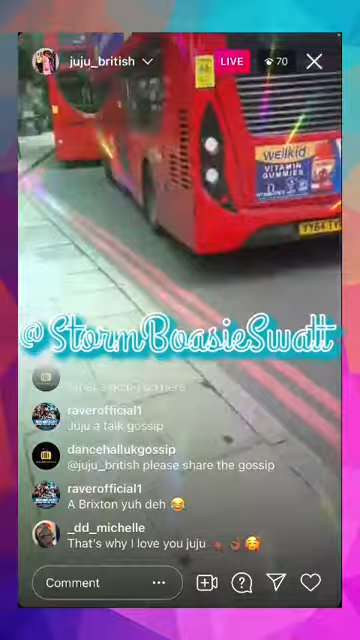 juju_british
LIVE
70
Wellkid
VITAMIN
GUMMIES
@StormBoasieSwatt
raverofficial1
Juju a talk gossip
dancehallukgossip
@juju_british please share the gossip
raverofficial1
A Brixton yuh deh 😂
_dd_michelle
That's why I love you juju
Comment